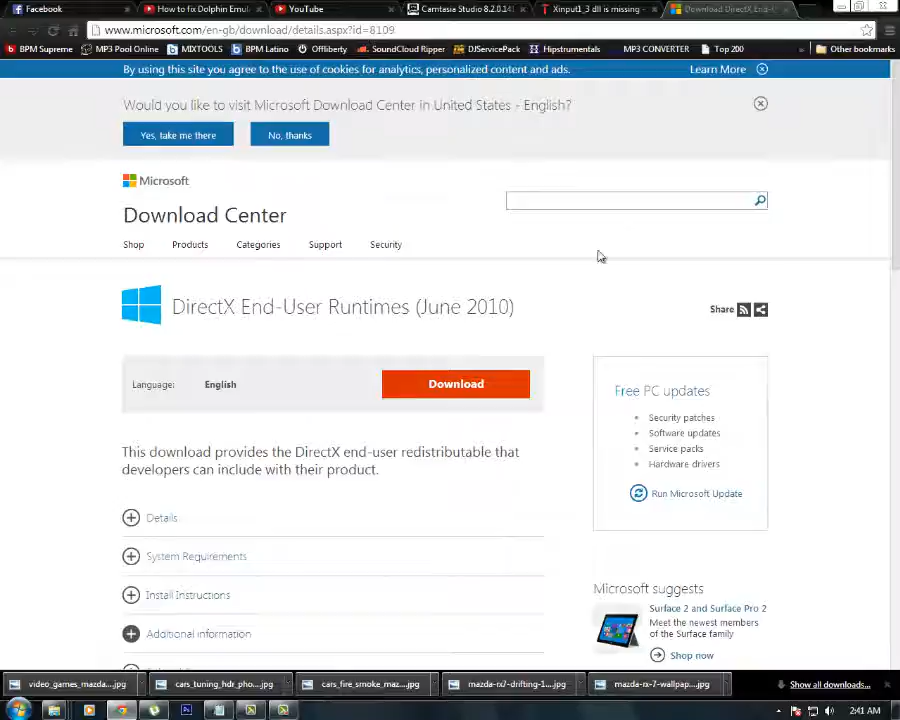 Facebook
How to fix Dolphin Emul
YouTube
Camtasia Studio 8.2.0.14
Xinput1_3 dll is missing -
Download DirectX End-U
www.microsoft.com/en-gb/download/details.aspx?id=8109
BPM Supreme
MP3 Pool Online
MIXTOOLS
BPM Latino
Offliberty
SoundCloud Ripper
DJServicePack
Hipstrumentals
MP3 CONVERTER
Top 200
»
Other bookmarks
By using this site you agree to the use of cookies for analytics, personalized content and ads.
Learn More
Would you like to visit Microsoft Download Center in United States - English?
Yes, take me there
No, thanks
Microsoft
Download Center
Shop
Products
Categories
Support
Security
DirectX End-User Runtimes (June 2010)
Share
Language:
English
Download
Free PC updates
Security patches
Software updates
Service packs
Hardware drivers
Run Microsoft Update
This download provides the DirectX end-user redistributable that
developers can include with their product.
Details
System Requirements
Install Instructions
Additional information
Microsoft suggests
Surface 2 and Surface Pro 2
Meet the newest members
of the Surface family
Shop now
video_games_mazda....jpg
cars_tuning_hdr_pho....jpg
cars_fire_smoke_maz....jpg
mazda-rx7-drifting-1....jpg
mazda-rx-7-wallpap....jpg
Show all downloads...
2:41 AM